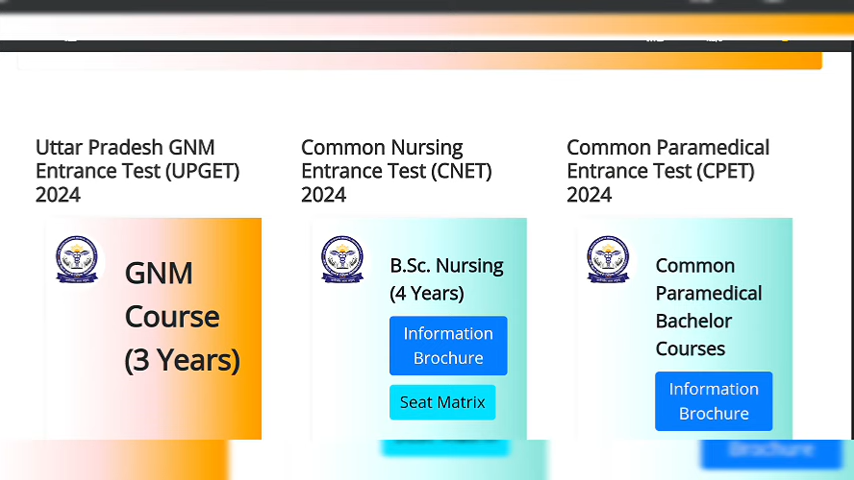 Uttar Pradesh GNM
Entrance Test (UPGET)
2024
GNM
Course
(3 Years)
Common Nursing
Entrance Test (CNET)
2024
B.Sc. Nursing
(4 Years)
Information
Brochure
Seat Matrix
Common Paramedical
Entrance Test (CPET)
2024
Common
Paramedical
Bachelor
Courses
Information
Brochure
Brochure